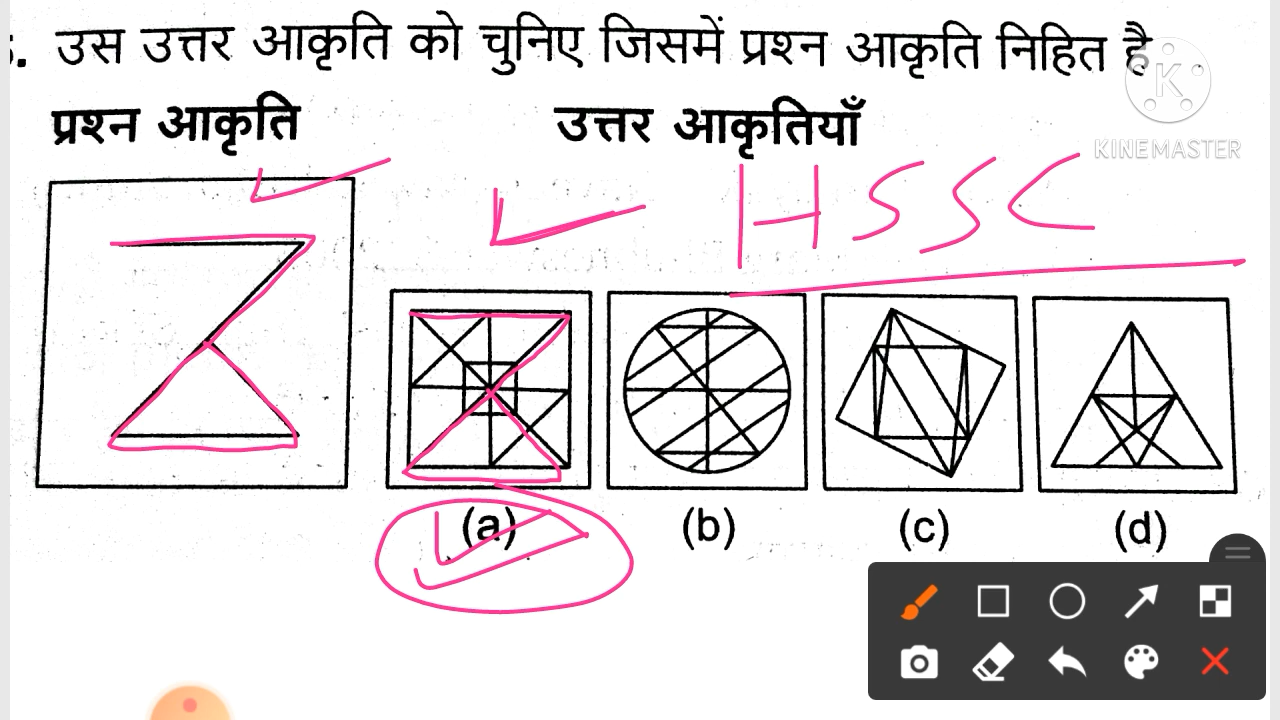 . उस उत्तर आकृति को चुनिए जिसमें प्रश्न आकृति निहित है
K
KINEMASTER
प्रश्न आकृति उत्तर आकृतियाँ
HSSC
(a) (b) (c) (d)